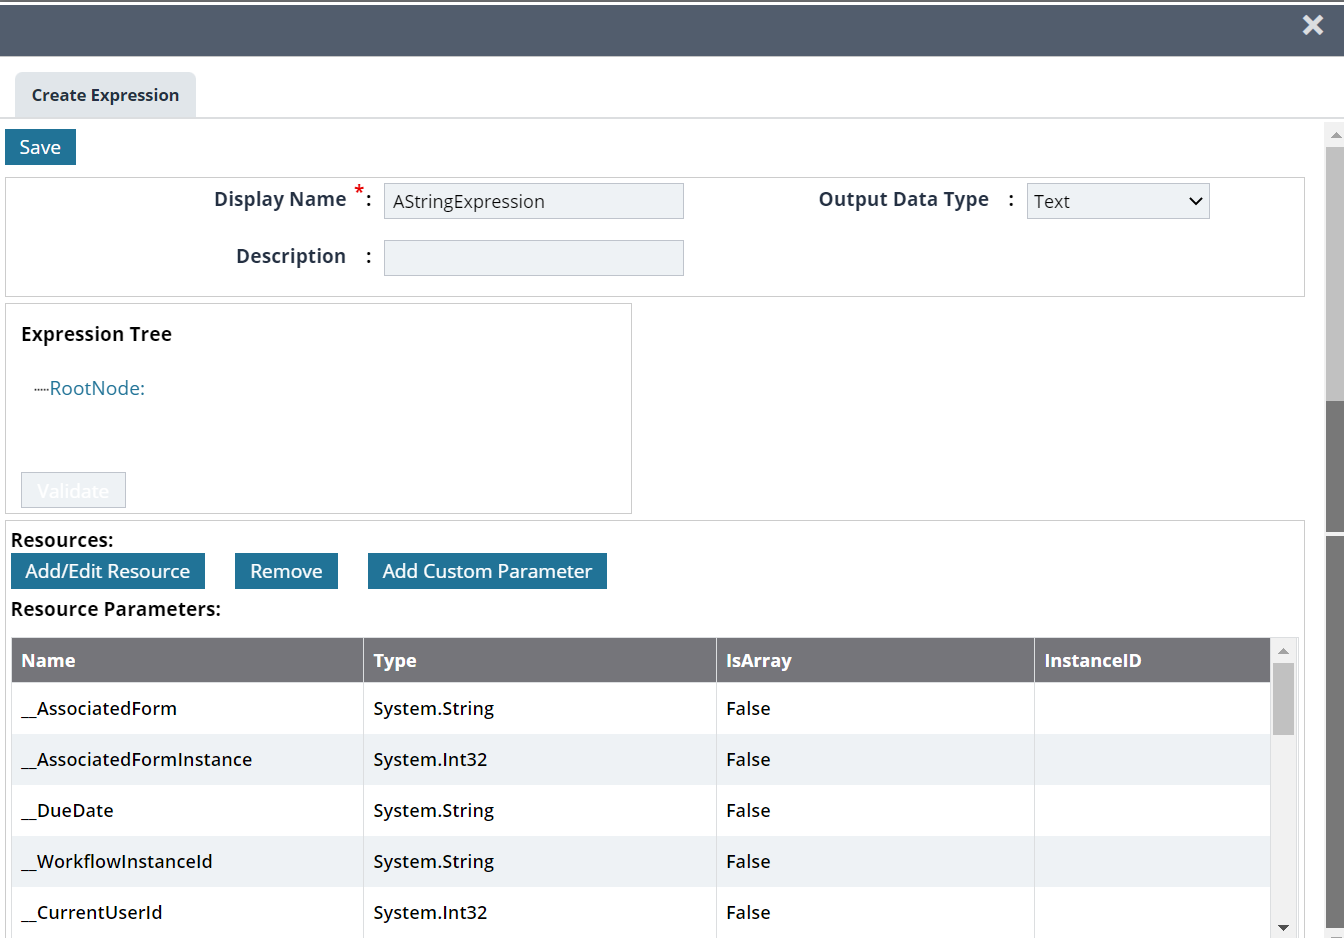 Create Expression
Save
Display Name *: AStringExpression Output Data Type : Text
Description :
Expression Tree
RootNode:
Validate
Resources:
Add/Edit Resource Remove Add Custom Parameter
Resource Parameters:
Name Type IsArray InstanceID
__AssociatedForm System.String False
__AssociatedFormInstance System.Int32 False
__DueDate System.String False
__WorkflowInstanceId System.String False
__CurrentUserId System.Int32 False